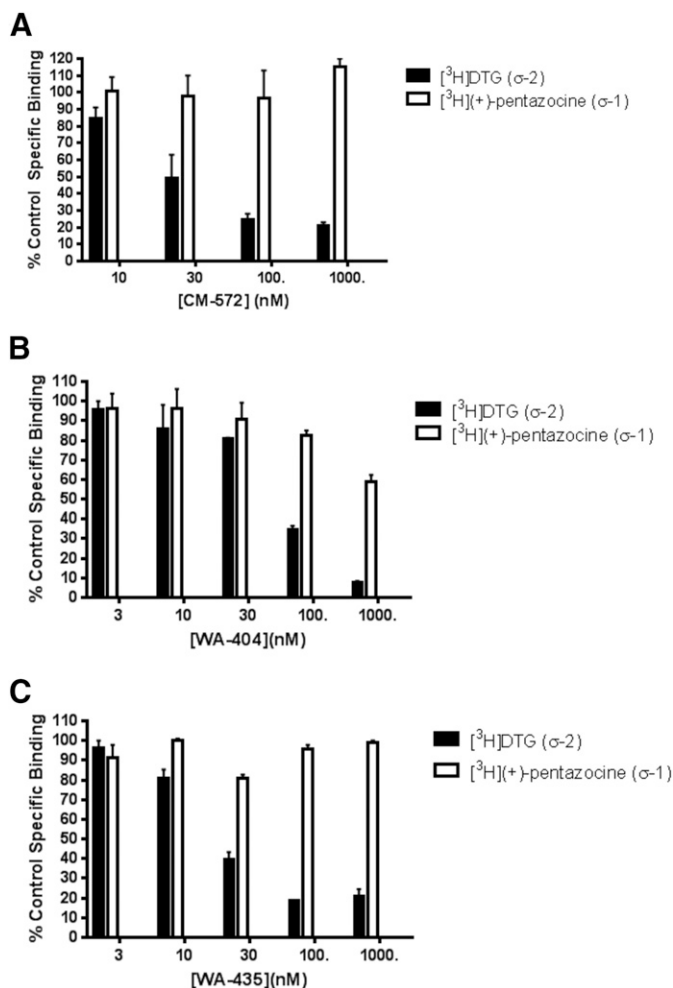 A
% Control Specific Binding
120
110
100
90
80
70
60
50
40
30
20
10
0
10 30 100. 1000.
[CM-572] (nM)
[³H]DTG (σ-2)
[³H](+)-pentazocine (σ-1)
B
% Control Specific Binding
110
100
90
80
70
60
50
40
30
20
10
0
3 10 30 100. 1000.
[WA-404](nM)
[³H]DTG (σ-2)
[³H](+)-pentazocine (σ-1)
C
% Control Specific Binding
110
100
90
80
70
60
50
40
30
20
10
0
3 10 30 100. 1000.
[WA-435](nM)
[³H]DTG (σ-2)
[³H](+)-pentazocine (σ-1)